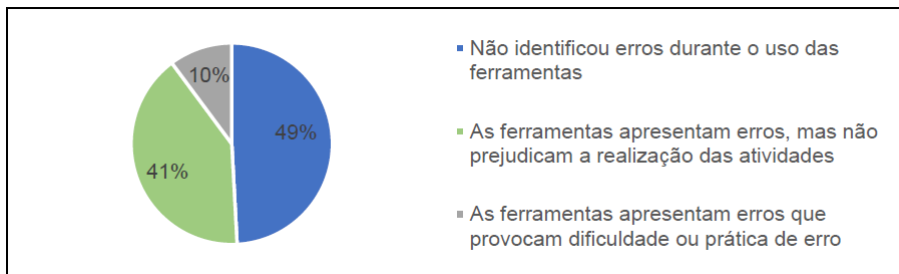 10%
49%
41%
Não identificou erros durante o uso das
ferramentas
As ferramentas apresentam erros, mas não
prejudicam a realização das atividades
As ferramentas apresentam erros que
provocam dificuldade ou prática de erro